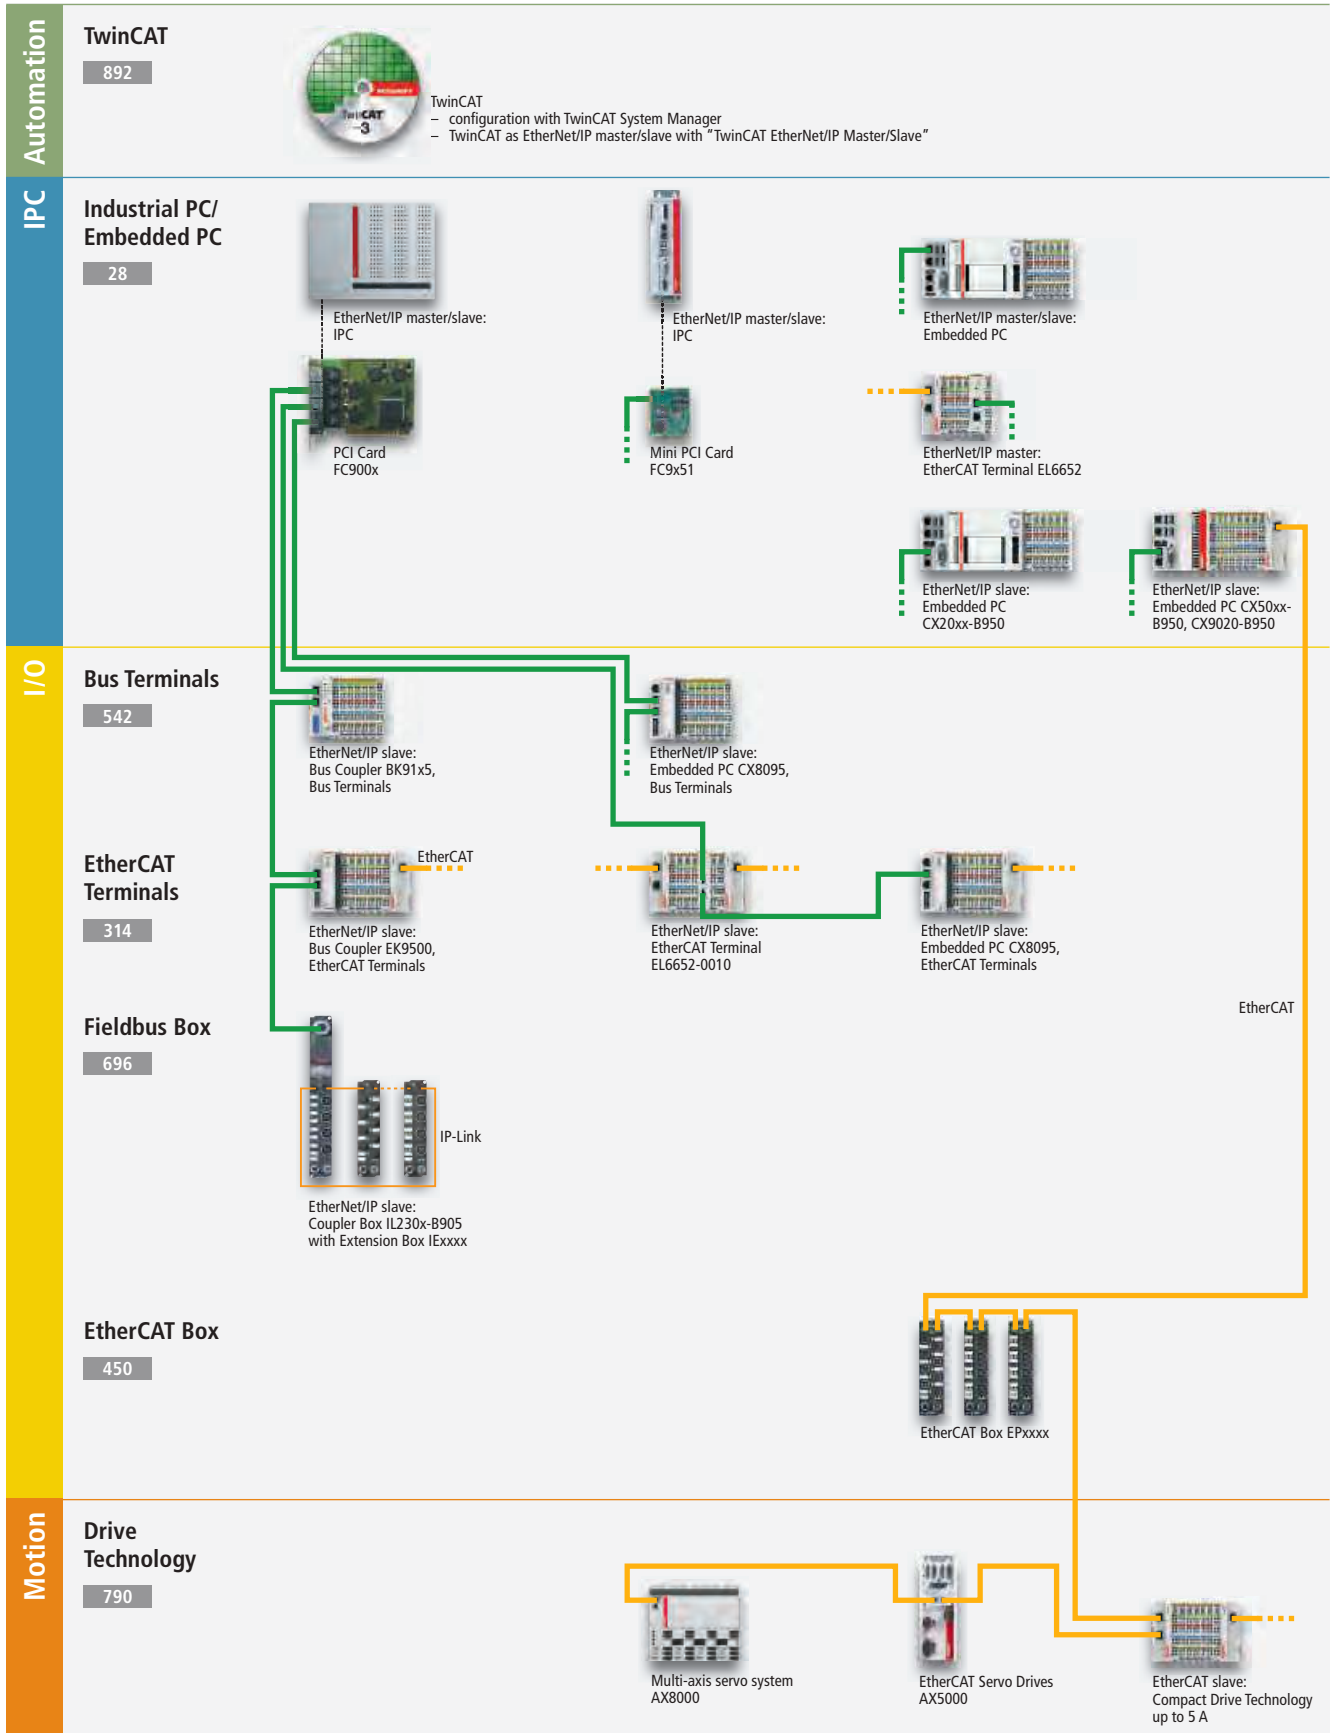 Automation
TwinCAT
892
TwinCAT
3
TwinCAT
– configuration with TwinCAT System Manager
– TwinCAT as EtherNet/IP master/slave with “TwinCAT EtherNet/IP Master/Slave”
IPC
Industrial PC/
Embedded PC
28
EtherNet/IP master/slave:
IPC
EtherNet/IP master/slave:
IPC
EtherNet/IP master/slave:
Embedded PC
PCI Card
FC900x
Mini PCI Card
FC9x51
EtherNet/IP master:
EtherCAT Terminal EL6652
EtherNet/IP slave:
Embedded PC
CX20xx-B950
EtherNet/IP slave:
Embedded PC CX50xx-
B950, CX9020-B950
I/O
Bus Terminals
542
EtherNet/IP slave:
Bus Coupler BK91x5,
Bus Terminals
EtherNet/IP slave:
Embedded PC CX8095,
Bus Terminals
EtherCAT
Terminals
314
EtherCAT
EtherNet/IP slave:
Bus Coupler EK9500,
EtherCAT Terminals
EtherNet/IP slave:
EtherCAT Terminal
EL6652-0010
EtherNet/IP slave:
Embedded PC CX8095,
EtherCAT Terminals
EtherCAT
Fieldbus Box
696
IP-Link
EtherNet/IP slave:
Coupler Box IL230x-B905
with Extension Box IExxxx
EtherCAT Box
450
EtherCAT Box EPxxxx
Motion
Drive
Technology
790
Multi-axis servo system
AX8000
EtherCAT Servo Drives
AX5000
EtherCAT slave:
Compact Drive Technology
up to 5 A